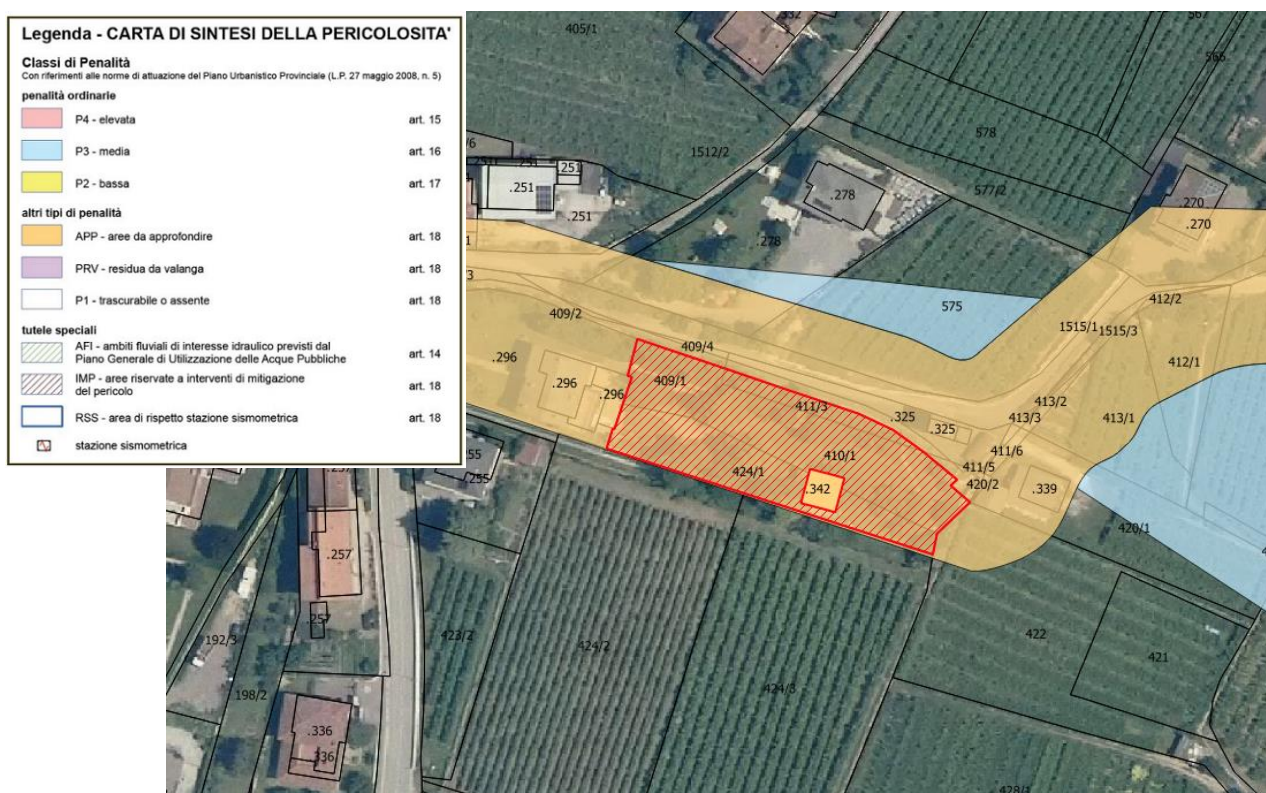 Legenda - CARTA DI SINTESI DELLA PERICOLOSITA'
Classi di Penalità
Con riferimenti alle norme di attuazione del Piano Urbanistico Provinciale (L.P. 27 maggio 2008, n. 5)
penalità ordinarie
P4 - elevata art. 15
P3 - media art. 16
P2 - bassa art. 17
altri tipi di penalità
APP - aree da approfondire art. 18
PRV - residua da valanga art. 18
P1 - trascurabile o assente art. 18
tutele speciali
AFI - ambiti fluviali di interesse idraulico previsti dal
Piano Generale di Utilizzazione delle Acque Pubbliche art. 14
IMP - aree riservate a interventi di mitigazione
del pericolo art. 18
RSS - area di rispetto stazione sismometrica art. 18
stazione sismometrica
405/1
578
1512/2
577/2
.251
.251
.251
.278
.278
.270
.270
575
412/2
409/2
1515/1
1515/3
409/4
.296
.296
.296
409/1
411/3
412/1
413/2
413/3
413/1
.325
.325
410/1
411/6
411/5
420/2
424/1
.342
.339
420/1
.255
.257
.257
192/3
198/2
423/2
424/2
424/3
422
421
.336
.336
428/1